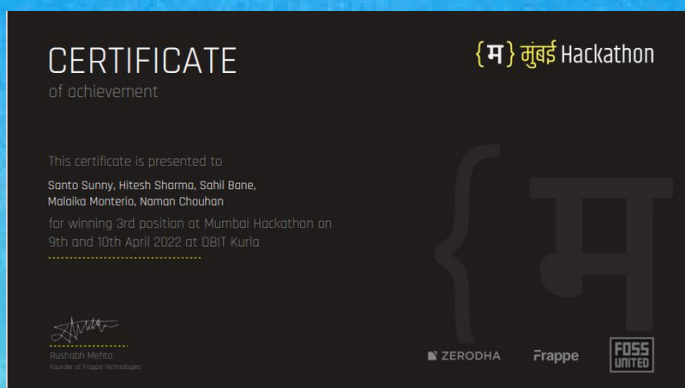 CERTIFICATE
of achievement
{म} मुंबई Hackathon
This certificate is presented to
Santo Sunny, Hitesh Sharma, Sahil Bane,
Malaika Monterio, Naman Chouhan
for winning 3rd position at Mumbai Hackathon on
9th and 10th April 2022 at DBIT Kurla
{म
Rushabh Mehta
Founder of Frappe Technologies
ZERODHA
Frappe
FOSS
UNITED